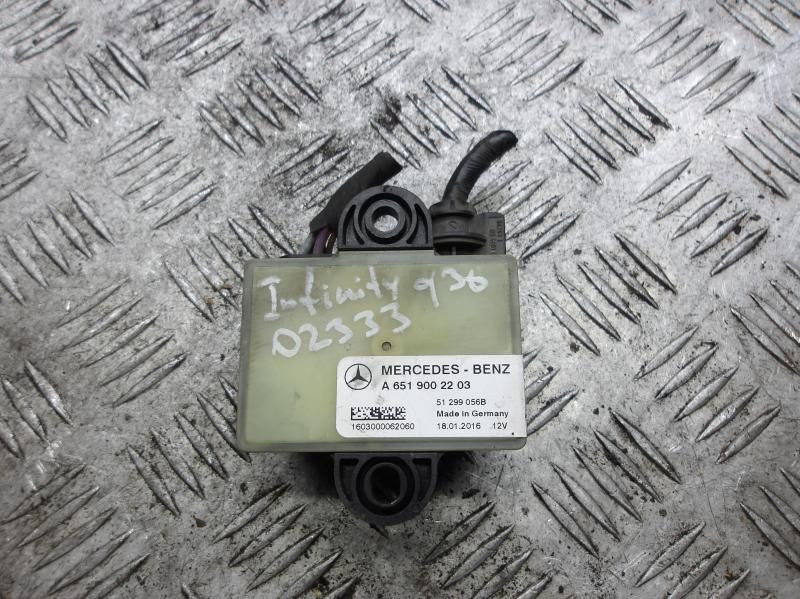 Infinity q30
D2333
MERCEDES - BENZ
A 651 900 22 03
51 299 056B
Made in Germany
1603000062060 18.01.2016 12V